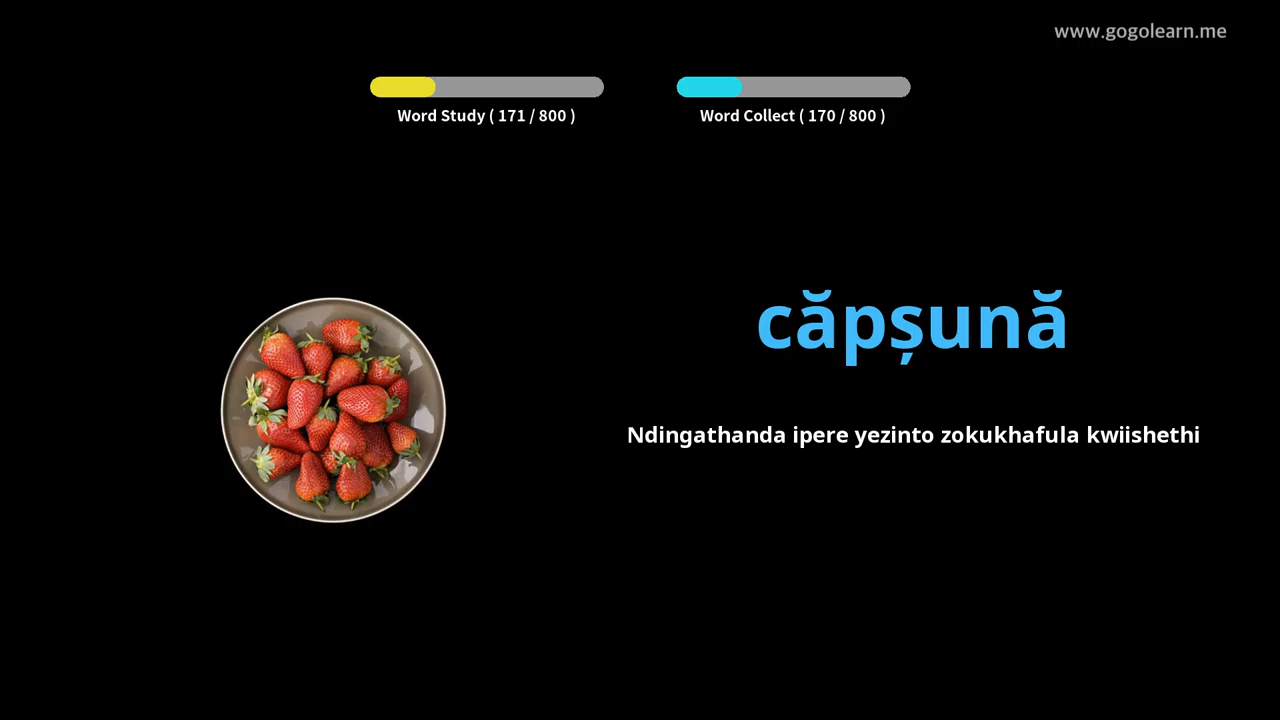 www.gogolearn.me
Word Study ( 171 / 800 )
Word Collect ( 170 / 800 )
căpșună
Ndingathanda ipere yezinto zokukhafula kwiishethi